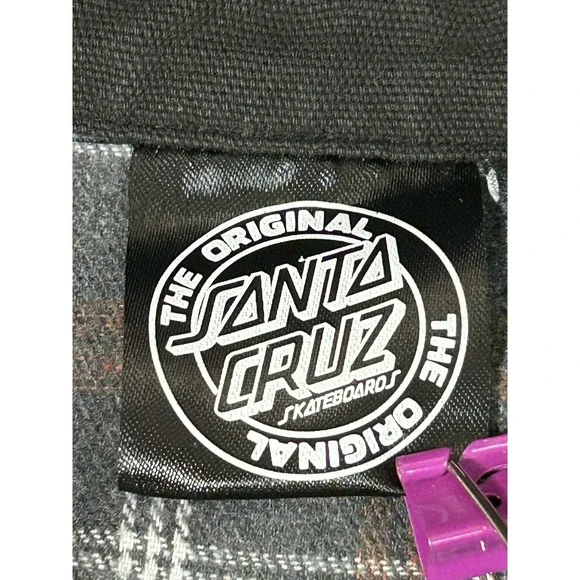 THE ORIGINAL
SANTA
CRUZ
SKATEBOARDS
THE ORIGINAL